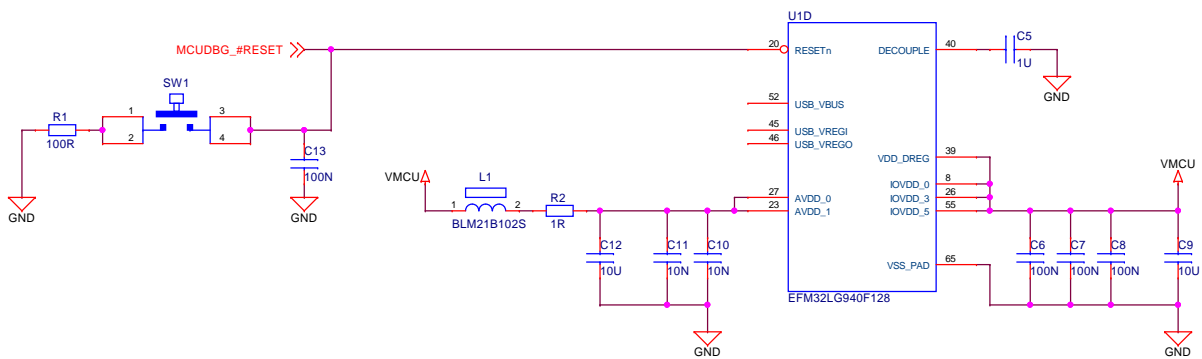 U1D
MCUDBG_#RESET
20
RESETn
DECOUPLE
40
C5
1U
GND
SW1
R1
100R
1
2
3
4
C13
100N
GND
GND
52
USB_VBUS
45
USB_VREGI
46
USB_VREGO
VDD_DREG
39
IOVDD_0
8
IOVDD_3
26
IOVDD_5
55
VMCU
VMCU
L1
1
2
BLM21B102S
R2
1R
27
AVDD_0
23
AVDD_1
C12
10U
C11
10N
C10
10N
GND
VSS_PAD
65
C6
100N
C7
100N
C8
100N
C9
10U
GND
EFM32LG940F128